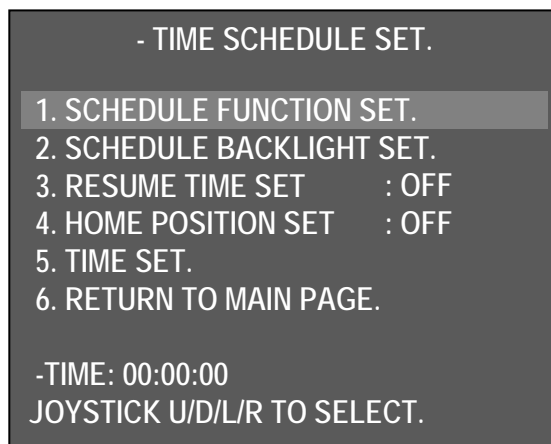 - TIME SCHEDULE SET.
1. SCHEDULE FUNCTION SET.
2. SCHEDULE BACKLIGHT SET.
3. RESUME TIME SET : OFF
4. HOME POSITION SET : OFF
5. TIME SET.
6. RETURN TO MAIN PAGE.
-TIME: 00:00:00
JOYSTICK U/D/L/R TO SELECT.